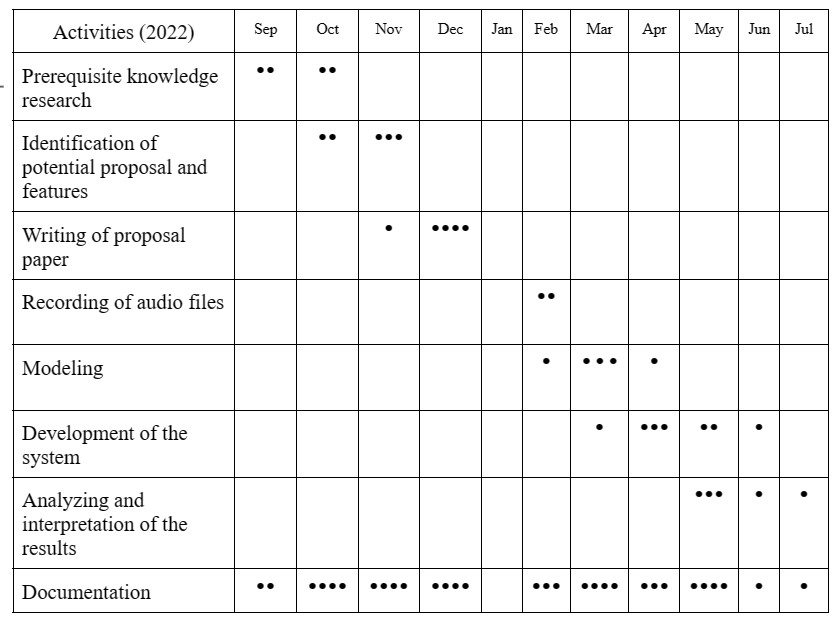 Activities (2022) Sep Oct Nov Dec Jan Feb Mar Apr May Jun Jul
Prerequisite knowledge •• ••
research
Identification of •• •••
potential proposal and
features
Writing of proposal • ••••
paper
Recording of audio files ••
Modeling • ••• •
Development of the • ••• •• •
system
Analyzing and ••• • •
interpretation of the
results
Documentation •• •••• •••• •••• ••• •••• ••• •••• • •